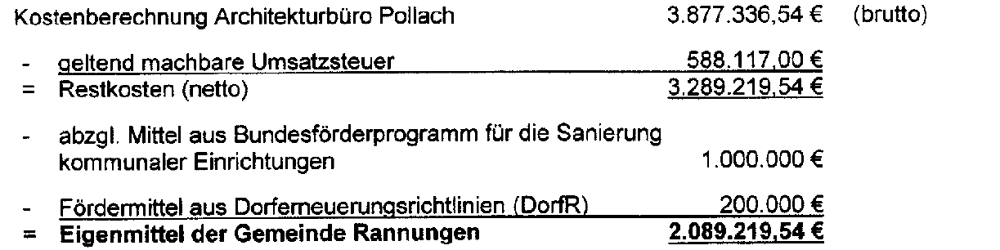 Kostenberechnung Architekturbüro Pollach 3.877.336,54 € (brutto)
- geltend machbare Umsatzsteuer 588.117,00 €
= Restkosten (netto) 3.289.219,54 €
- abzgl. Mittel aus Bundesförderprogramm für die Sanierung
kommunaler Einrichtungen 1.000.000 €
- Fördermittel aus Dorferneuerungsrichtlinien (DorfR) 200.000 €
= Eigenmittel der Gemeinde Rannungen 2.089.219,54 €